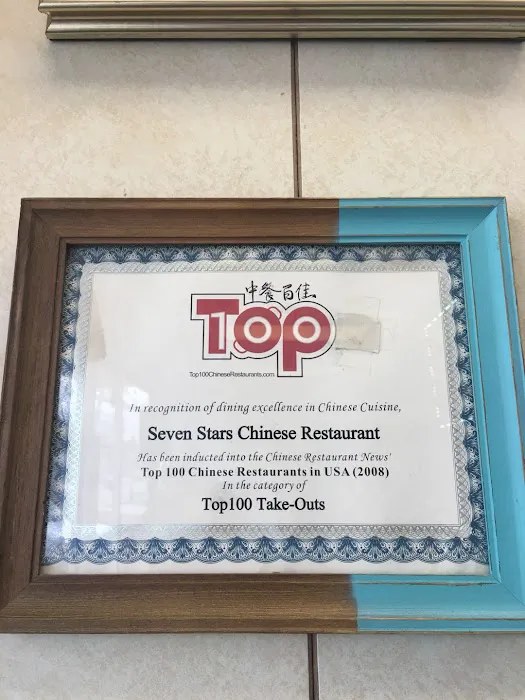 中餐百佳
Top 100
Top100ChineseRestaurants.com
In recognition of dining excellence in Chinese Cuisine,
Seven Stars Chinese Restaurant
Has been inducted into the Chinese Restaurant News'
Top 100 Chinese Restaurants in USA (2008)
In the category of
Top100 Take-Outs